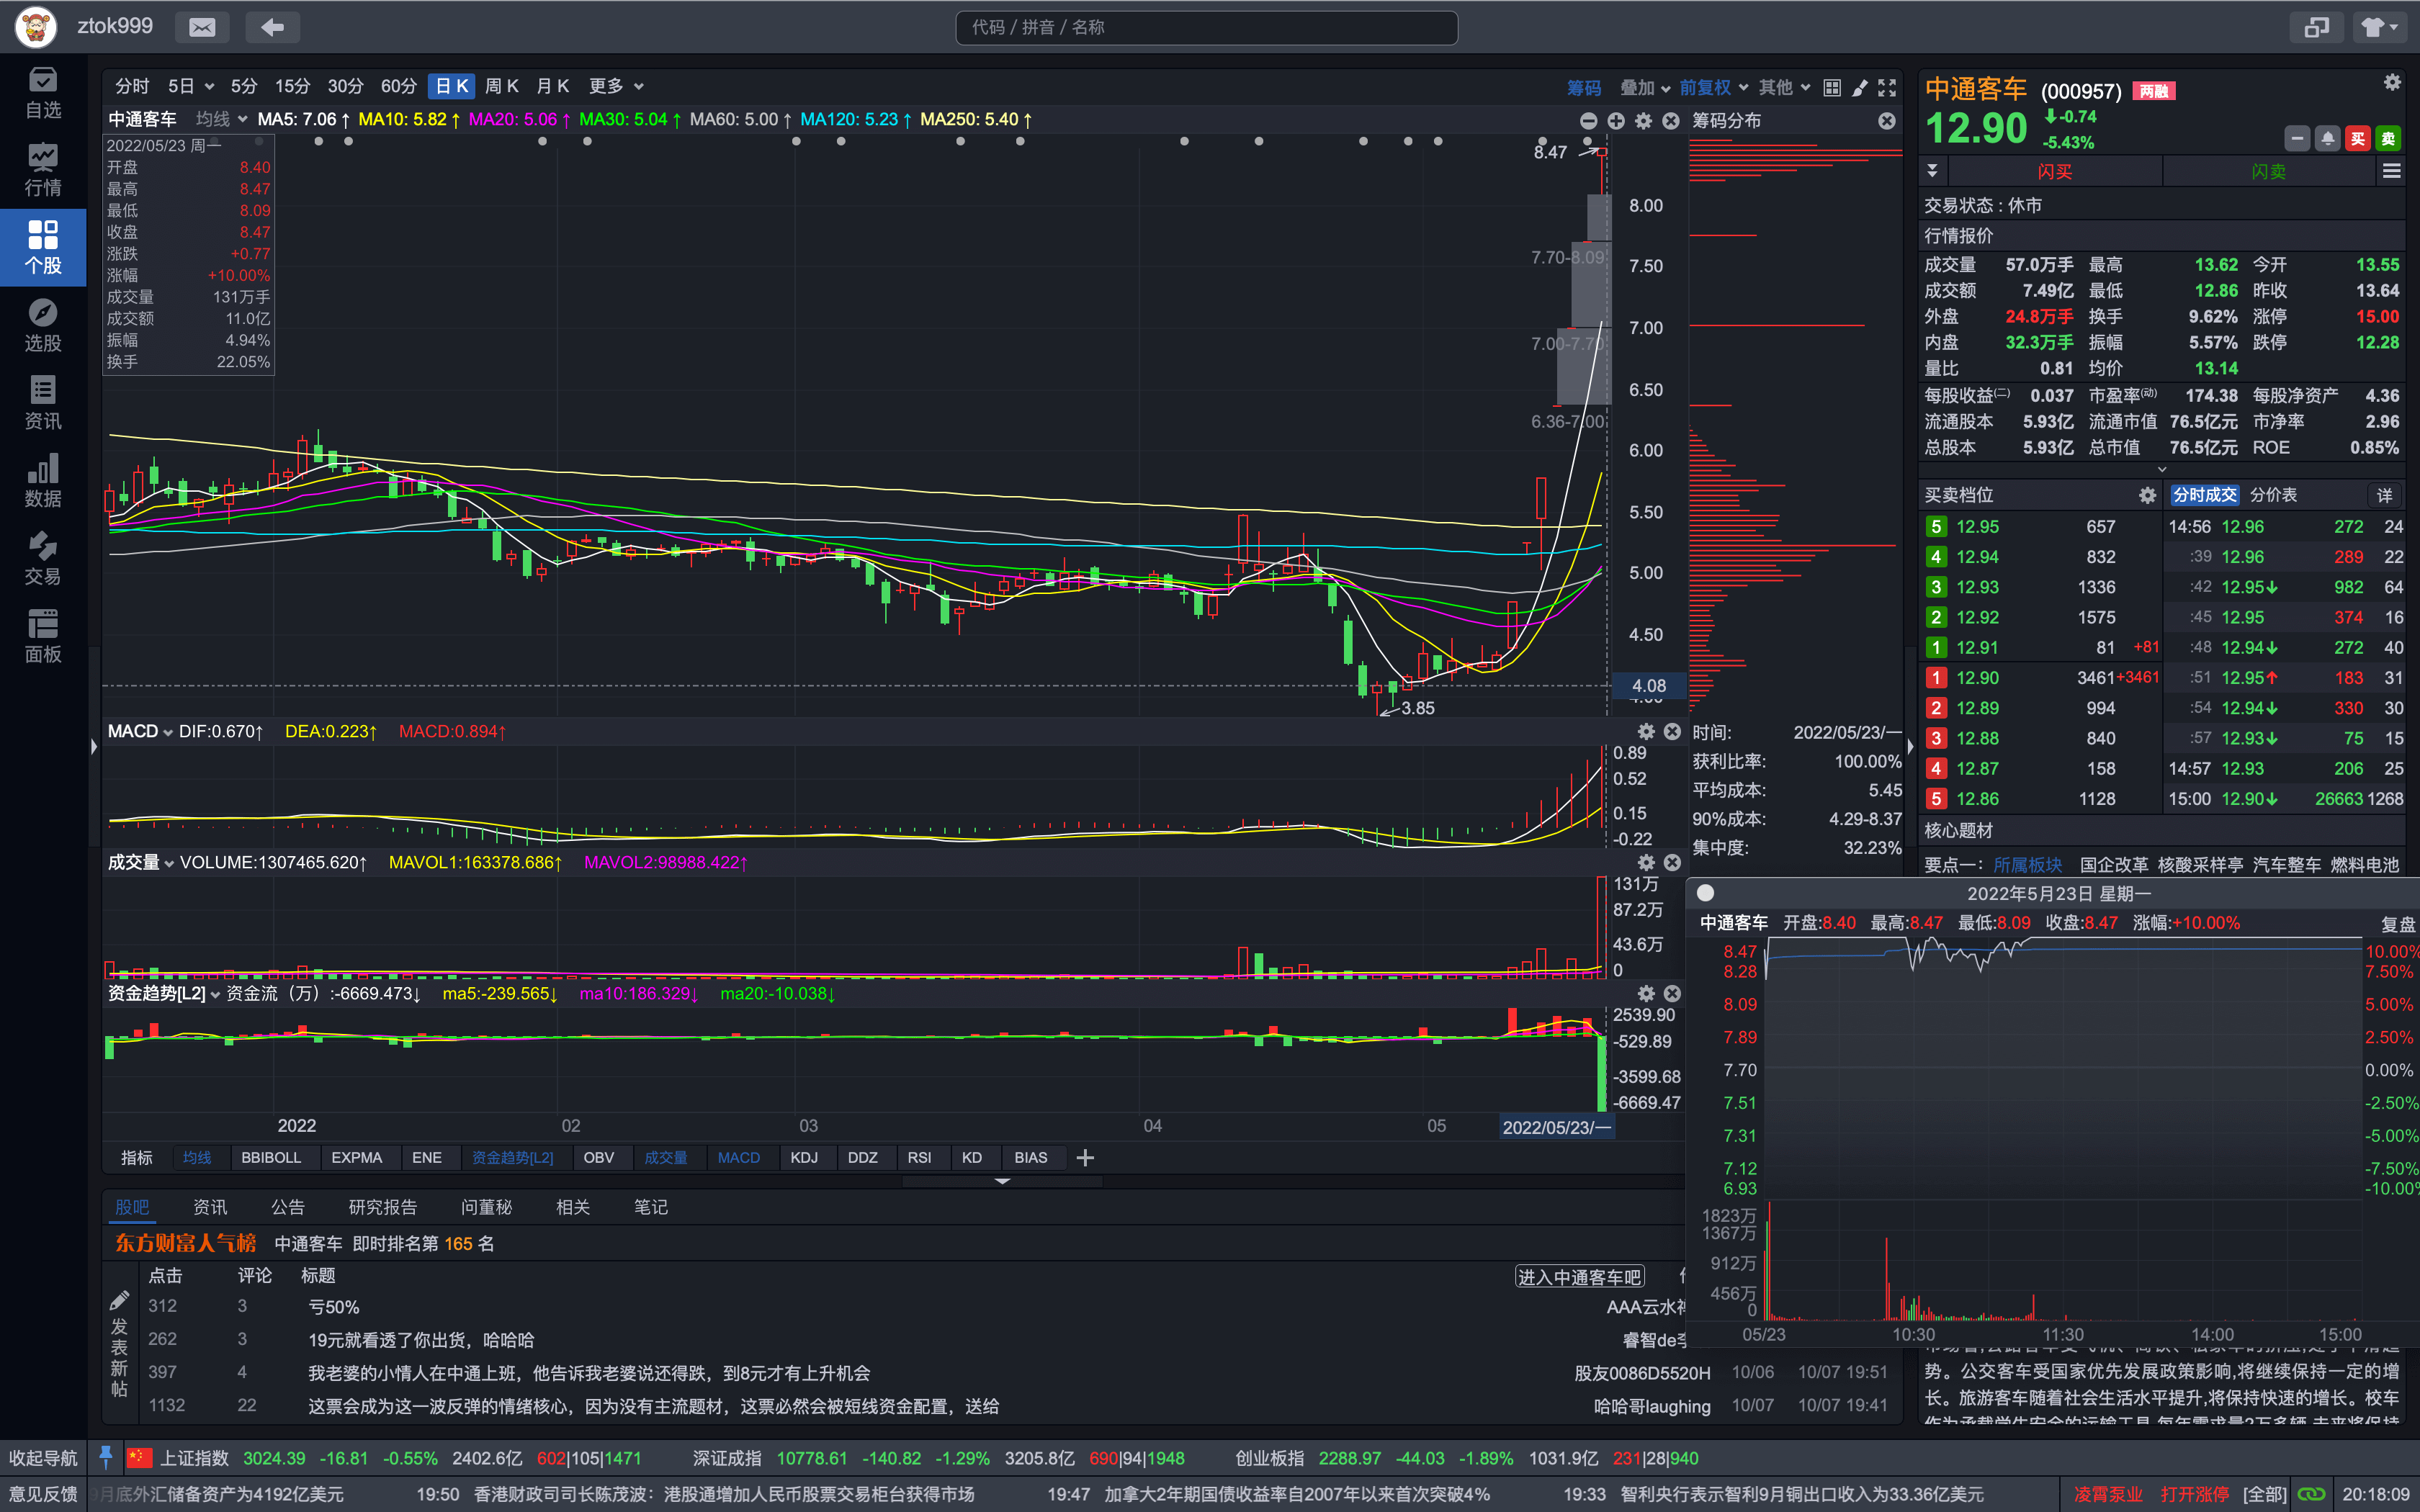 ztok999
代码 / 拼音 / 名称
自选
行情
个股
选股
资讯
数据
交易
面板
分时 5日 5分 15分 30分 60分 日K 周K 月K 更多 筹码 叠加 前复权 其他
中通客车 均线 MA5: 7.06↑ MA10: 5.82↑ MA20: 5.06↑ MA30: 5.04↑ MA60: 5.00↑ MA120: 5.23↑ MA250: 5.40↑
2022/05/23 周一
开盘 8.40
最高 8.47
最低 8.09
收盘 8.47
涨跌 +0.77
涨幅 +10.00%
成交量 131万手
成交额 11.0亿
振幅 4.94%
换手 22.05%
8.47
7.70-8.09
7.00-7.70
6.36-7.00
3.85
8.00
7.50
7.00
6.50
6.00
5.50
5.00
4.50
4.08
MACD DIF:0.670↑ DEA:0.223↑ MACD:0.894↑
0.89
0.52
0.15
-0.22
成交量 VOLUME:1307465.620↑ MAVOL1:163378.686↑ MAVOL2:98988.422↑
131万
87.2万
43.6万
0
资金趋势[L2] 资金流（万）:-6669.473↓ ma5:-239.565↓ ma10:186.329↓ ma20:-10.038↓
2539.90
-529.89
-3599.68
-6669.47
2022 02 03 04 05 2022/05/23/一
指标 均线 BBIBOLL EXPMA ENE 资金趋势[L2] OBV 成交量 MACD KDJ DDZ RSI KD BIAS
筹码分布
时间: 2022/05/23/一
获利比率: 100.00%
平均成本: 5.45
90%成本: 4.29-8.37
集中度: 32.23%
股吧 资讯 公告 研究报告 问董秘 相关 笔记
东方财富人气榜 中通客车 即时排名第 165 名
点击 评论 标题 进入中通客车吧
发表新帖
312 3 亏50% AAA云水
262 3 19元就看透了你出货，哈哈哈 睿智de
397 4 我老婆的小情人在中通上班，他告诉我老婆说还得跌，到8元才有上升机会 股友0086D5520H 10/06 10/07 19:51
1132 22 这票会成为这一波反弹的情绪核心，因为没有主流题材，这票必然会被短线资金配置，送给 哈哈哥laughing 10/07 10/07 19:41
中通客车 (000957) 两融
12.90 -0.74
-5.43% 买 卖
闪买 闪卖
交易状态 : 休市
行情报价
成交量 57.0万手 最高 13.62 今开 13.55
成交额 7.49亿 最低 12.86 昨收 13.64
外盘 24.8万手 换手 9.62% 涨停 15.00
内盘 32.3万手 振幅 5.57% 跌停 12.28
量比 0.81 均价 13.14
每股收益(二) 0.037 市盈率(动) 174.38 每股净资产 4.36
流通股本 5.93亿 流通市值 76.5亿元 市净率 2.96
总股本 5.93亿 总市值 76.5亿元 ROE 0.85%
买卖档位 分时成交 分价表 详
5 12.95 657 14:56 12.96 272 24
4 12.94 832 :39 12.96 289 22
3 12.93 1336 :42 12.95↓ 982 64
2 12.92 1575 :45 12.95 374 16
1 12.91 81 +81 :48 12.94↓ 272 40
1 12.90 3461+3461 :51 12.95↑ 183 31
2 12.89 994 :54 12.94↓ 330 30
3 12.88 840 :57 12.93↓ 75 15
4 12.87 158 14:57 12.93 206 25
5 12.86 1128 15:00 12.90↓ 26663 1268
核心题材
要点一： 所属板块 国企改革 核酸采样亭 汽车整车 燃料电池
2022年5月23日 星期一
中通客车 开盘:8.40 最高:8.47 最低:8.09 收盘:8.47 涨幅:+10.00% 复盘
8.47 10.00%
8.28 7.50%
8.09 5.00%
7.89 2.50%
7.70 0.00%
7.51 -2.50%
7.31 -5.00%
7.12 -7.50%
6.93 -10.00%
1823万
1367万
912万
456万
0
05/23 10:30 11:30 14:00 15:00
势。公交客车受国家优先发展政策影响,将继续保持一定的增
长。旅游客车随着社会生活水平提升,将保持快速的增长。校车
收起导航 上证指数 3024.39 -16.81 -0.55% 2402.6亿 602|105|1471 深证成指 10778.61 -140.82 -1.29% 3205.8亿 690|94|1948 创业板指 2288.97 -44.03 -1.89% 1031.9亿 231|28|940
意见反馈 月底外汇储备资产为4192亿美元 19:50 香港财政司司长陈茂波：港股通增加人民币股票交易柜台获得市场 19:47 加拿大2年期国债收益率自2007年以来首次突破4% 19:33 智利央行表示智利9月铜出口收入为33.36亿美元 凌霄泵业 打开涨停 [全部] 20:18:09